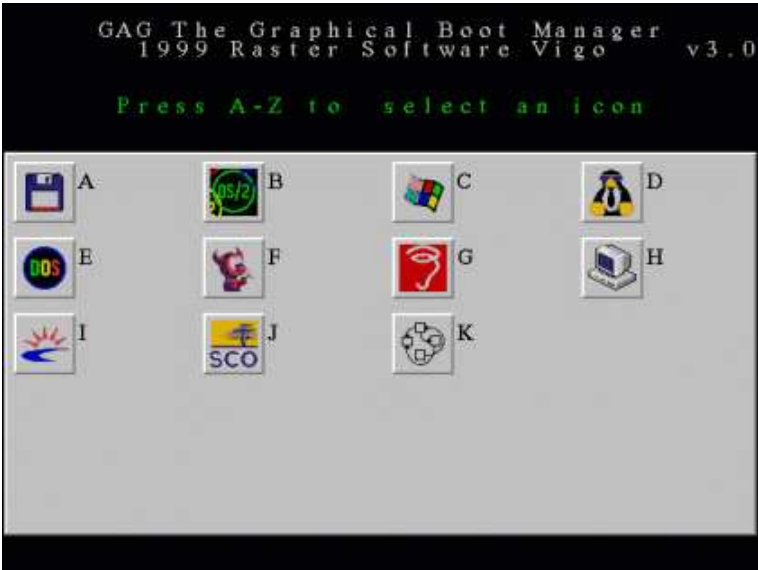 GAG The Graphical Boot Manager
1999 Raster Software Vigo v3.0
Press A-Z to select an icon
A
OS/2
B
C
D
DOS
E
F
G
H
I
SCO
J
K